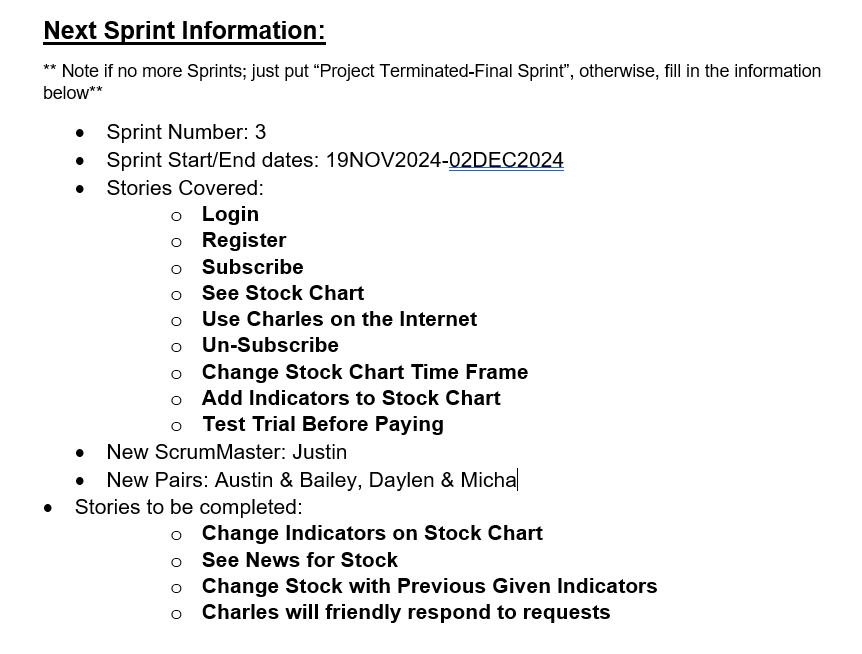 Next Sprint Information:
** Note if no more Sprints; just put “Project Terminated-Final Sprint”, otherwise, fill in the information
below**
• Sprint Number: 3
• Sprint Start/End dates: 19NOV2024-02DEC2024
• Stories Covered:
o Login
o Register
o Subscribe
o See Stock Chart
o Use Charles on the Internet
o Un-Subscribe
o Change Stock Chart Time Frame
o Add Indicators to Stock Chart
o Test Trial Before Paying
• New ScrumMaster: Justin
• New Pairs: Austin & Bailey, Daylen & Micha
• Stories to be completed:
o Change Indicators on Stock Chart
o See News for Stock
o Change Stock with Previous Given Indicators
o Charles will friendly respond to requests